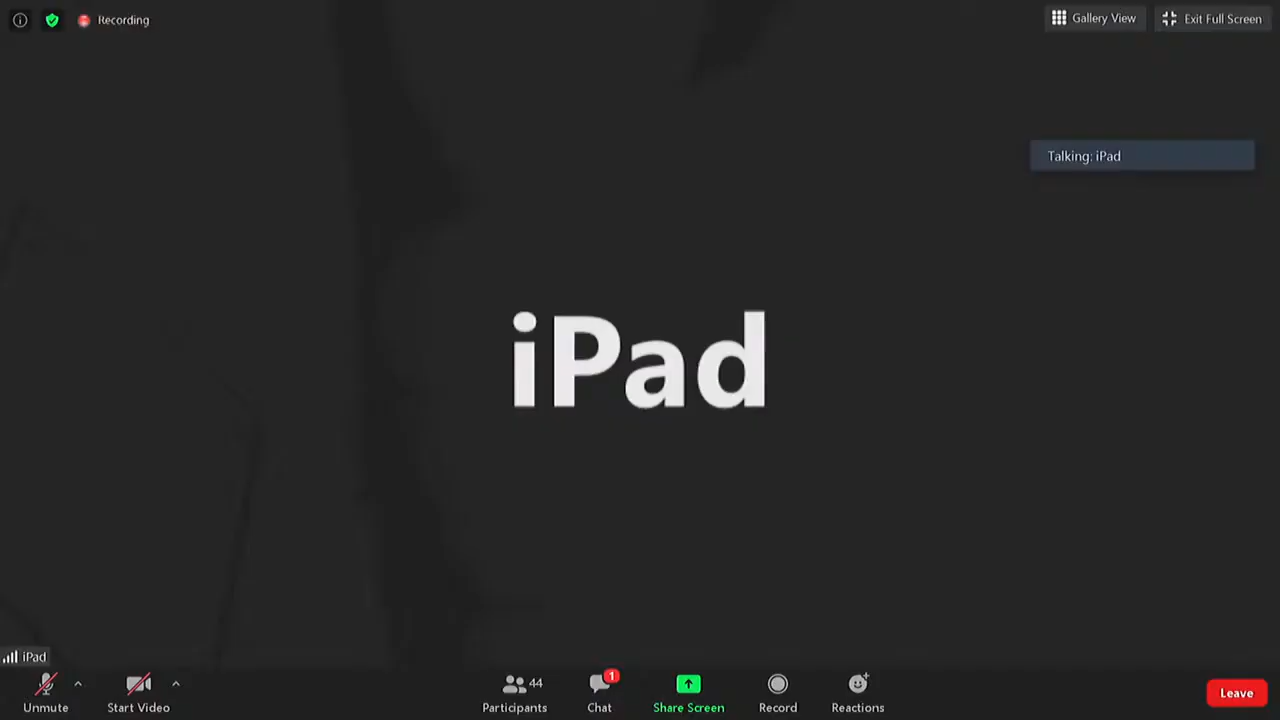 Recording
Gallery View
Exit Full Screen
Talking: iPad
iPad
iPad
Unmute
Start Video
44
Participants
1
Chat
Share Screen
Record
Reactions
Leave